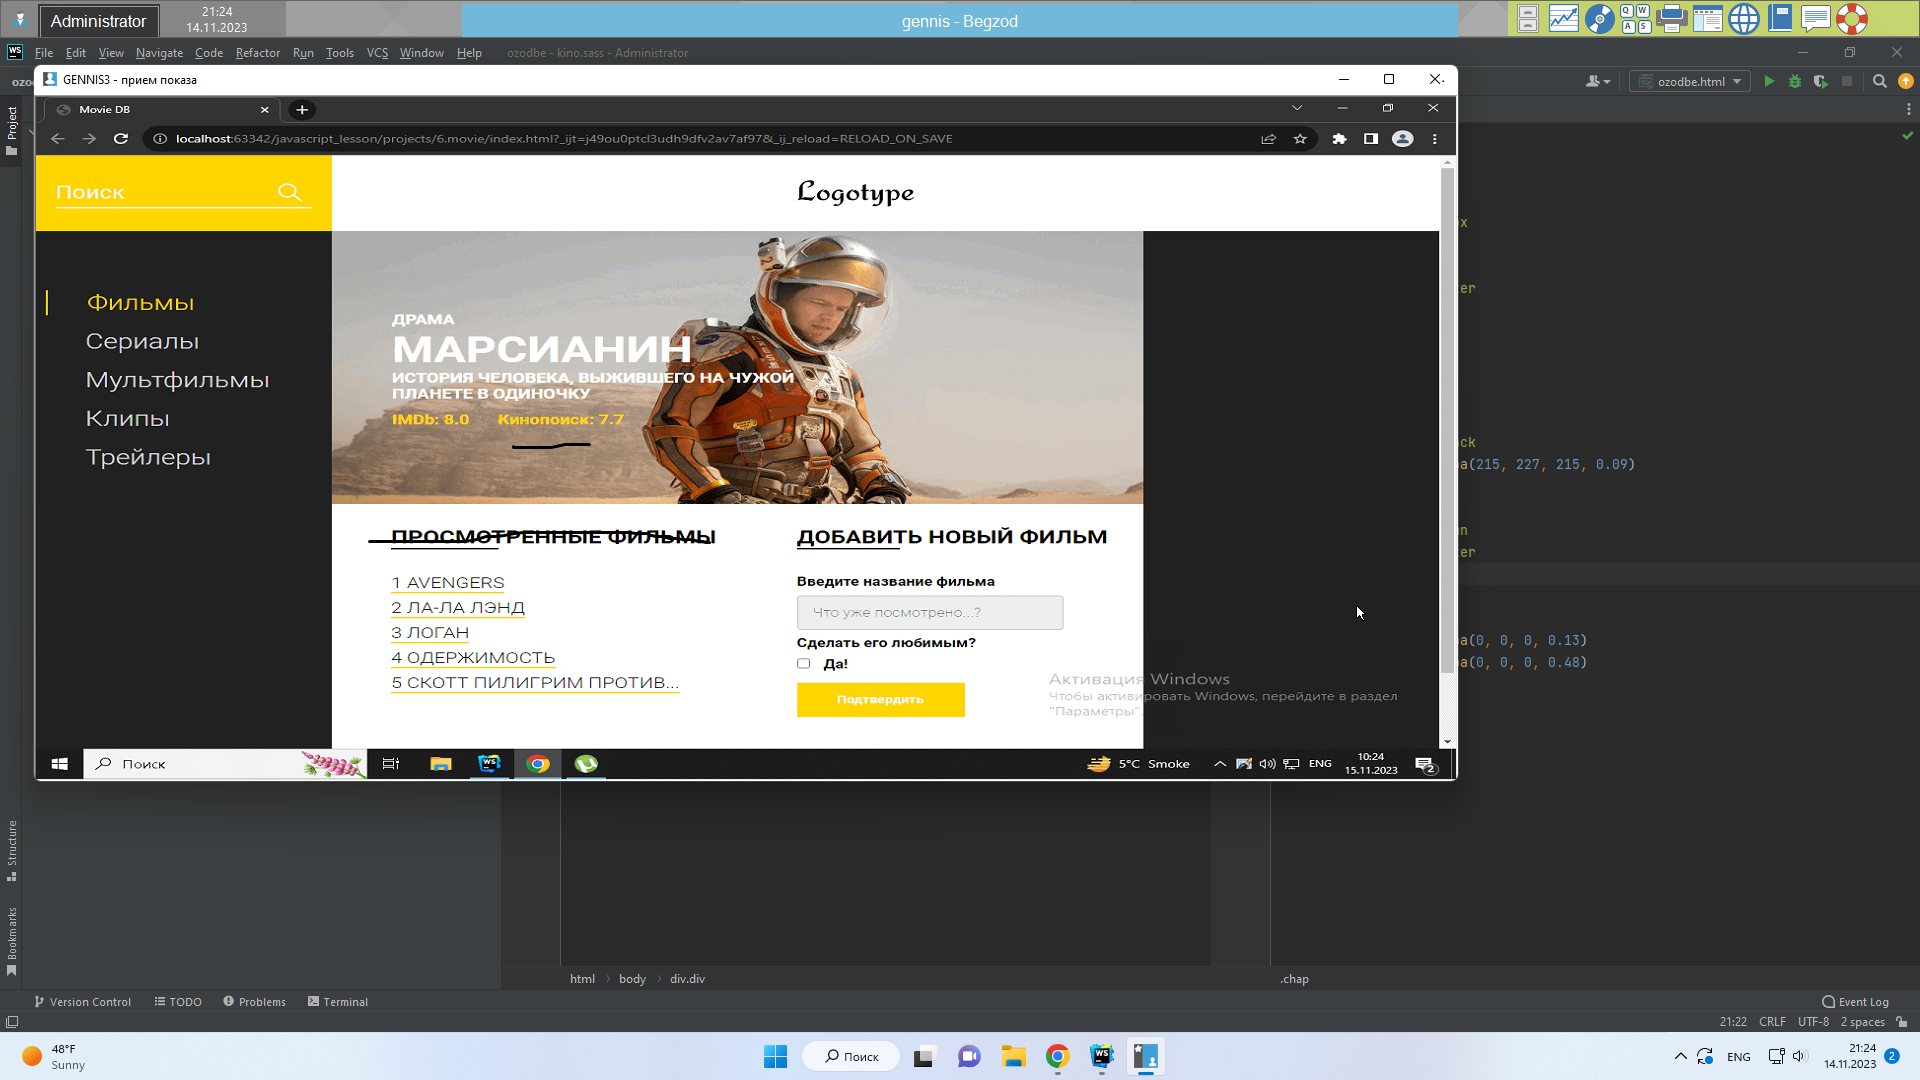 Administrator
21:24
14.11.2023
gennis - Begzod
Q W
A S
WS File Edit View Navigate Code Refactor Run Tools VCS Window Help ozodbe - kino.sass - Administrator
GENNIS3 - прием показа
ozodbe.html
Project
Movie DB
localhost:63342/javascript_lesson/projects/6.movie/index.html?_ijt=j49ou0ptcl3udh9dfv2av7af97&_ij_reload=RELOAD_ON_SAVE
Поиск
Logotype
Фильмы
Сериалы
Мультфильмы
Клипы
Трейлеры
ДРАМА
МАРСИАНИН
ИСТОРИЯ ЧЕЛОВЕКА, ВЫЖИВШЕГО НА ЧУЖОЙ
ПЛАНЕТЕ В ОДИНОЧКУ
IMDb: 8.0 Кинопоиск: 7.7
ПРОСМОТРЕННЫЕ ФИЛЬМЫ
1 AVENGERS
2 ЛА-ЛА ЛЭНД
3 ЛОГАН
4 ОДЕРЖИМОСТЬ
5 СКОТТ ПИЛИГРИМ ПРОТИВ...
ДОБАВИТЬ НОВЫЙ ФИЛЬМ
Введите название фильма
Что уже посмотрено...?
Сделать его любимым?
Да!
Подтвердить
Активация Windows
Чтобы активировать Windows, перейдите в раздел
"Параметры".
a(215, 227, 215, 0.09)
a(0, 0, 0, 0.13)
a(0, 0, 0, 0.48)
Поиск
WS
5°C Smoke
ENG
10:24
15.11.2023
2
Structure
Bookmarks
html body div.div
.chap
Version Control TODO Problems Terminal
Event Log
21:22 CRLF UTF-8 2 spaces
48°F
Sunny
Поиск
WS
ENG
21:24
14.11.2023
2